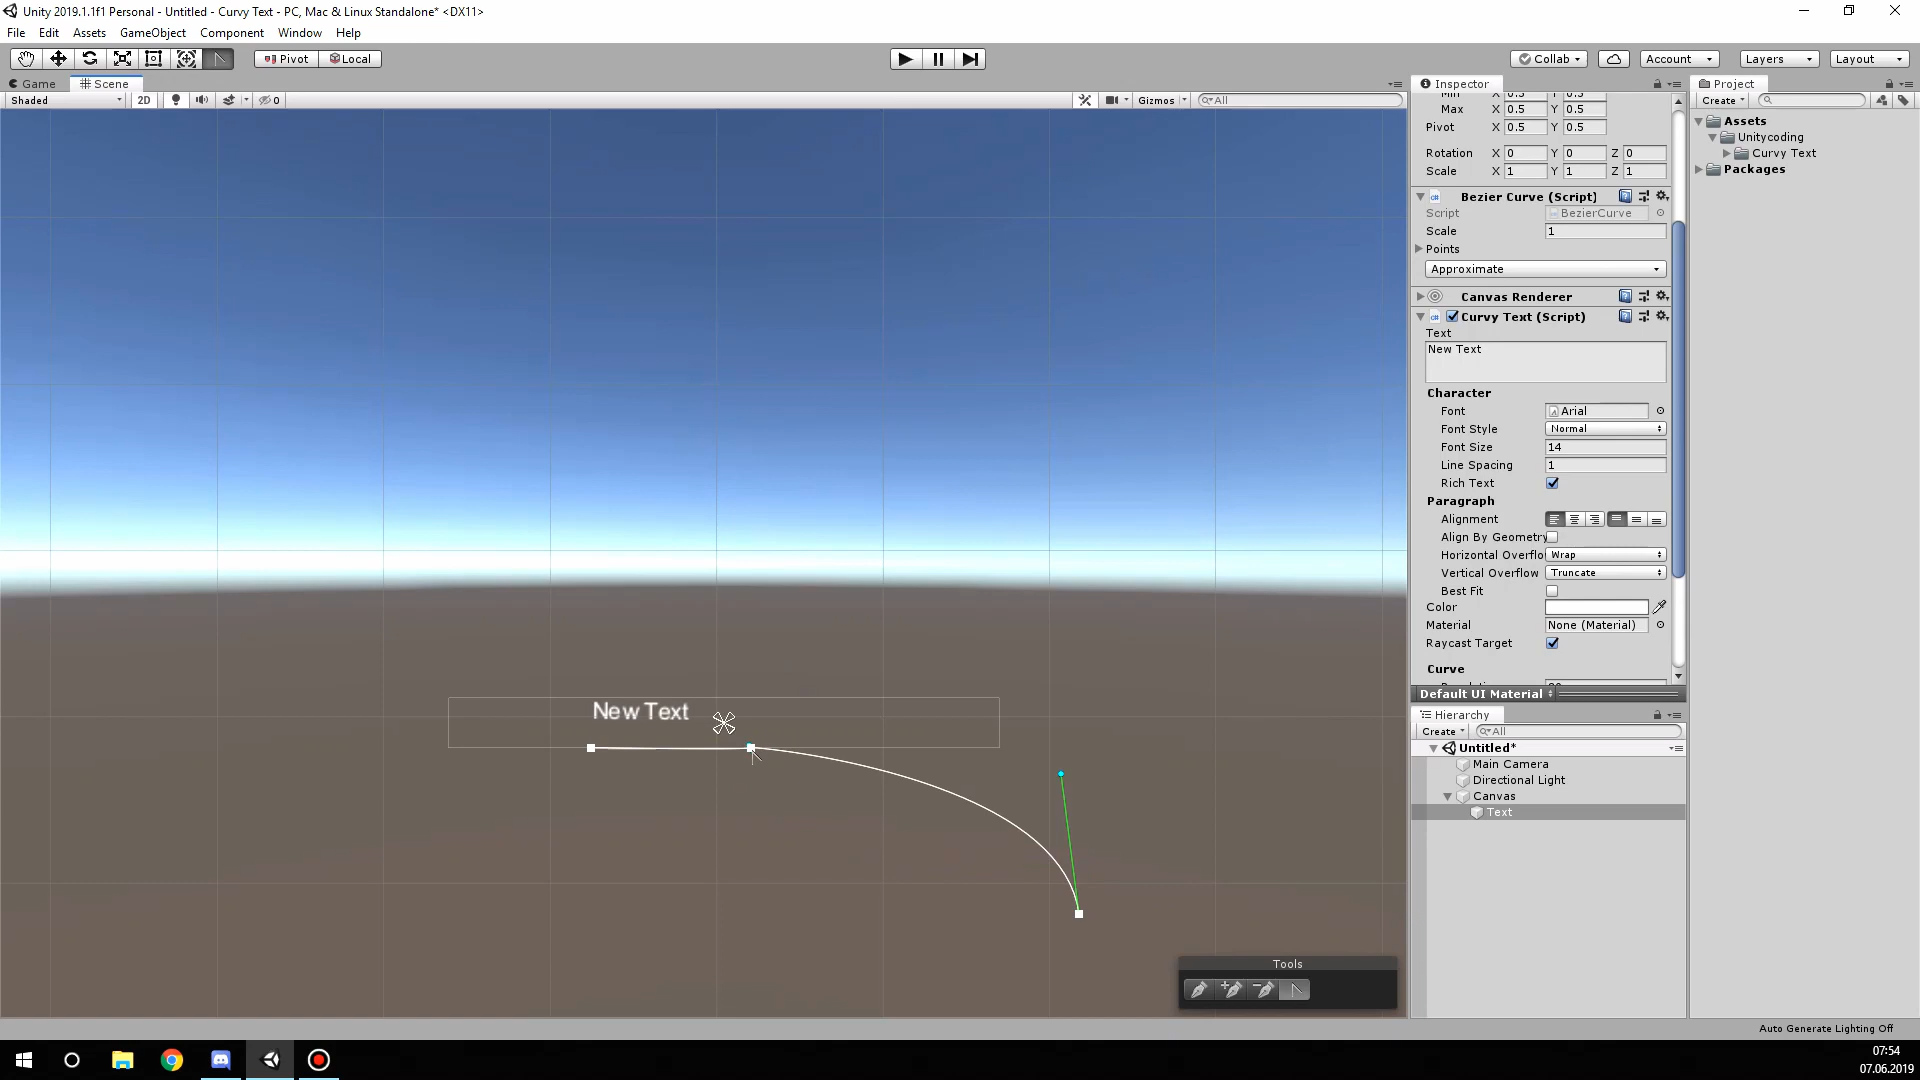 Unity 2019.1.1f1 Personal - Untitled - Curvy Text - PC, Mac & Linux Standalone* <DX11>
File Edit Assets GameObject Component Window Help
Pivot Local Collab Account Layers Layout
Game Scene
Shaded 2D 0 Gizmos All
Inspector
Max X 0.5 Y 0.5
Pivot X 0.5 Y 0.5
Rotation X 0 Y 0 Z 0
Scale X 1 Y 1 Z 1
Bezier Curve (Script)
Script BezierCurve
Scale 1
Points
Approximate
Canvas Renderer
Curvy Text (Script)
Text
New Text
Character
Font Arial
Font Style Normal
Font Size 14
Line Spacing 1
Rich Text
Paragraph
Alignment
Align By Geometry
Horizontal Overflo Wrap
Vertical Overflow Truncate
Best Fit
Color
Material None (Material)
Raycast Target
Curve
Default UI Material
Project
Create
Assets
Unitycoding
Curvy Text
Packages
Hierarchy
Create All
Untitled*
Main Camera
Directional Light
Canvas
Text
New Text
Tools
Auto Generate Lighting Off
07:54
07.06.2019